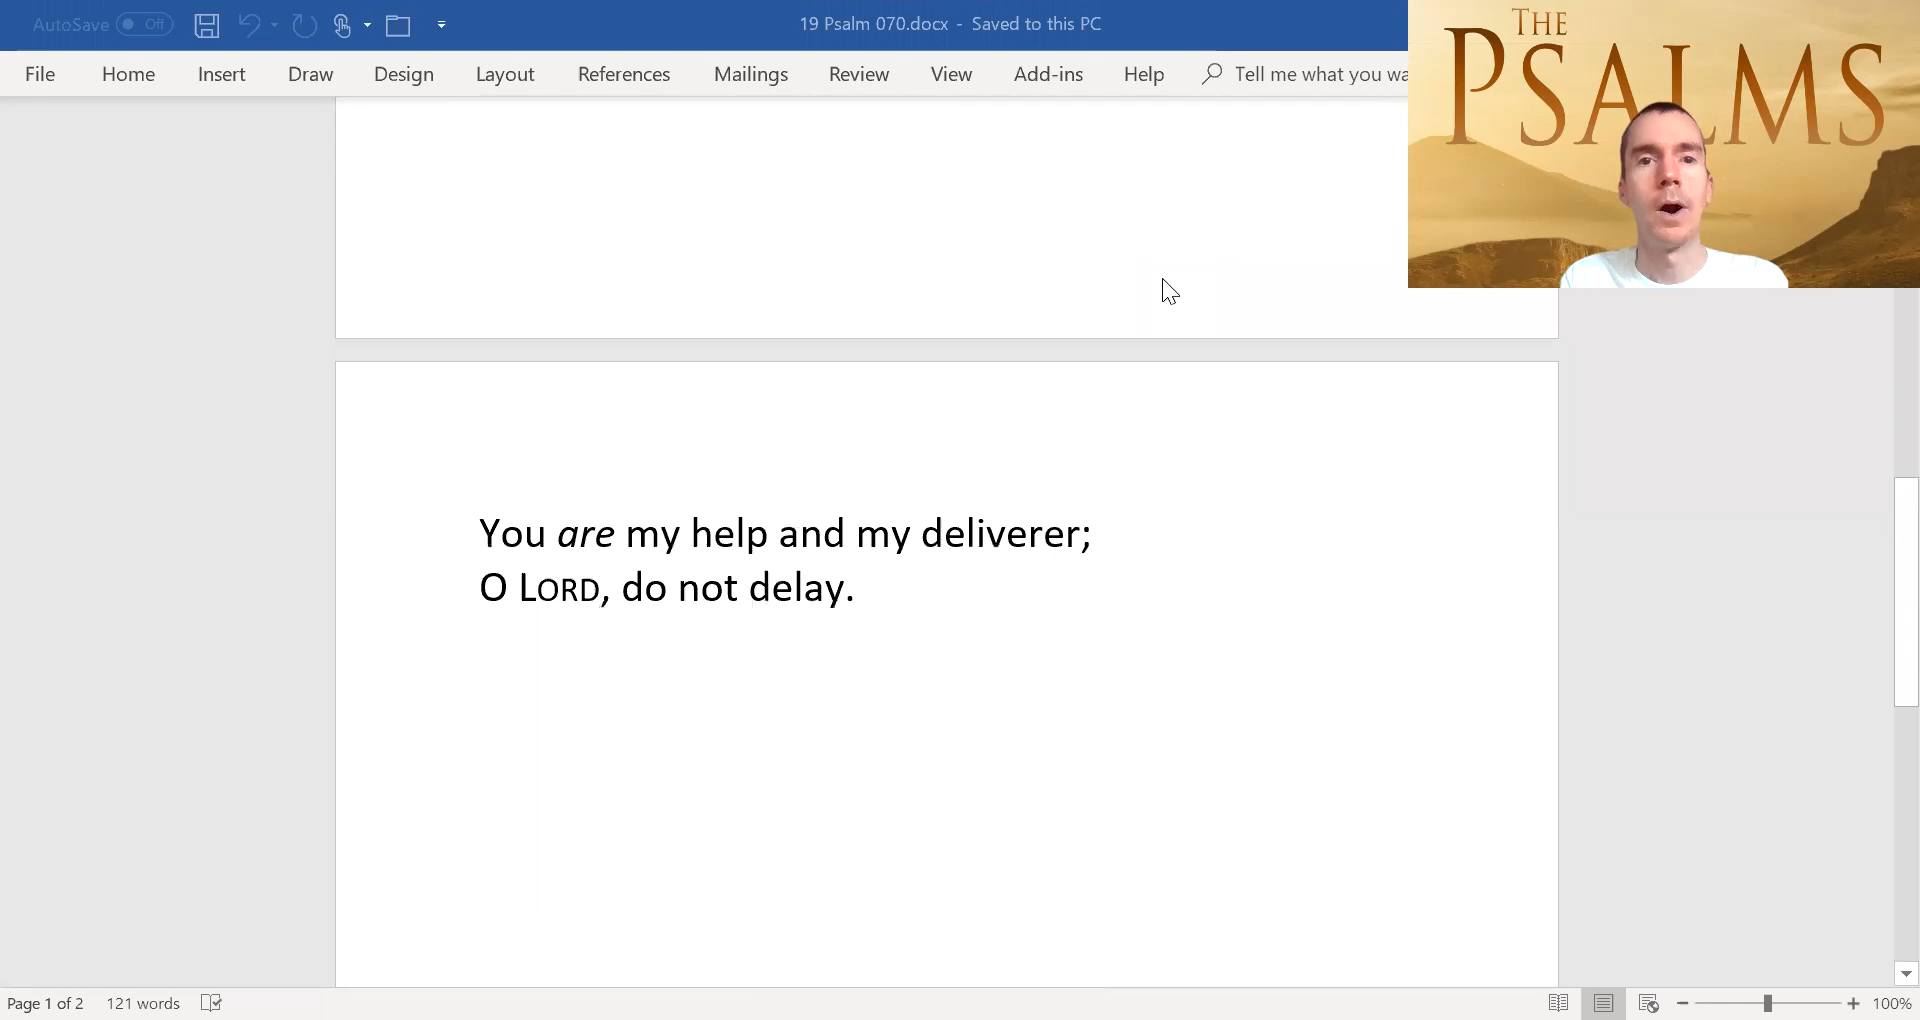 AutoSave Off
19 Psalm 070.docx - Saved to this PC
File Home Insert Draw Design Layout References Mailings Review View Add-ins Help Tell me what you wa
THE
PSALMS
You are my help and my deliverer;
O LORD, do not delay.
Page 1 of 2 121 words 100%